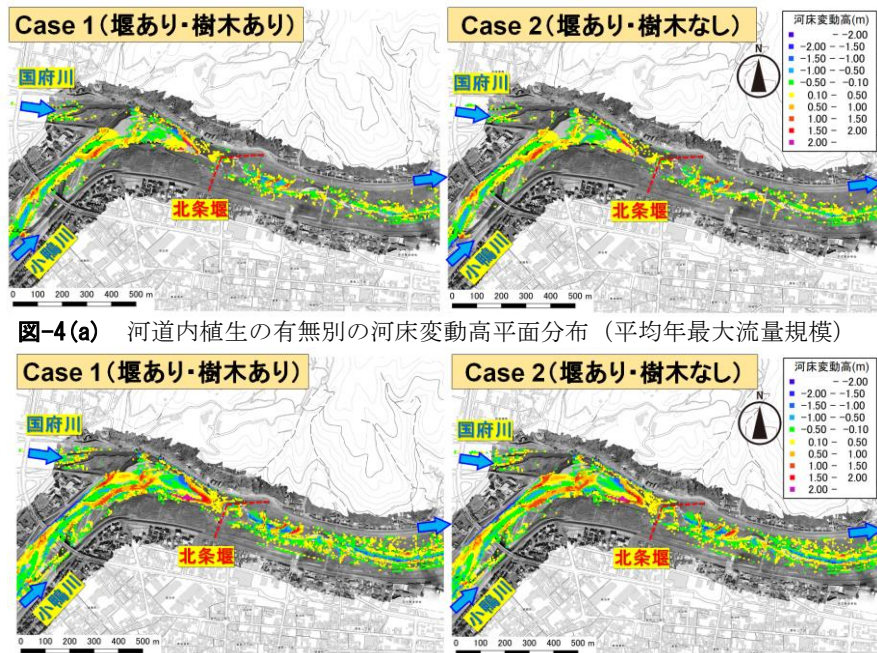 Case 1(堰あり・樹木あり)
国府川
北条堰
小鴨川
0 100 200 300 400 500 m
Case 2(堰あり・樹木なし)
国府川
N
河床変動高(m)
- -2.00
-2.00 - -1.50
-1.50 - -1.00
-1.00 - -0.50
-0.50 - -0.10
0.10 - 0.50
0.50 - 1.00
1.00 - 1.50
1.50 - 2.00
2.00 -
北条堰
小鴨川
0 100 200 300 400 500 m
図-4(a) 河道内植生の有無別の河床変動高平面分布(平均年最大流量規模)
Case 1(堰あり・樹木あり)
国府川
北条堰
小鴨川
0 100 200 300 400 500 m
Case 2(堰あり・樹木なし)
国府川
N
河床変動高(m)
- -2.00
-2.00 - -1.50
-1.50 - -1.00
-1.00 - -0.50
-0.50 - -0.10
0.10 - 0.50
0.50 - 1.00
1.00 - 1.50
1.50 - 2.00
2.00 -
北条堰
小鴨川
0 100 200 300 400 500 m